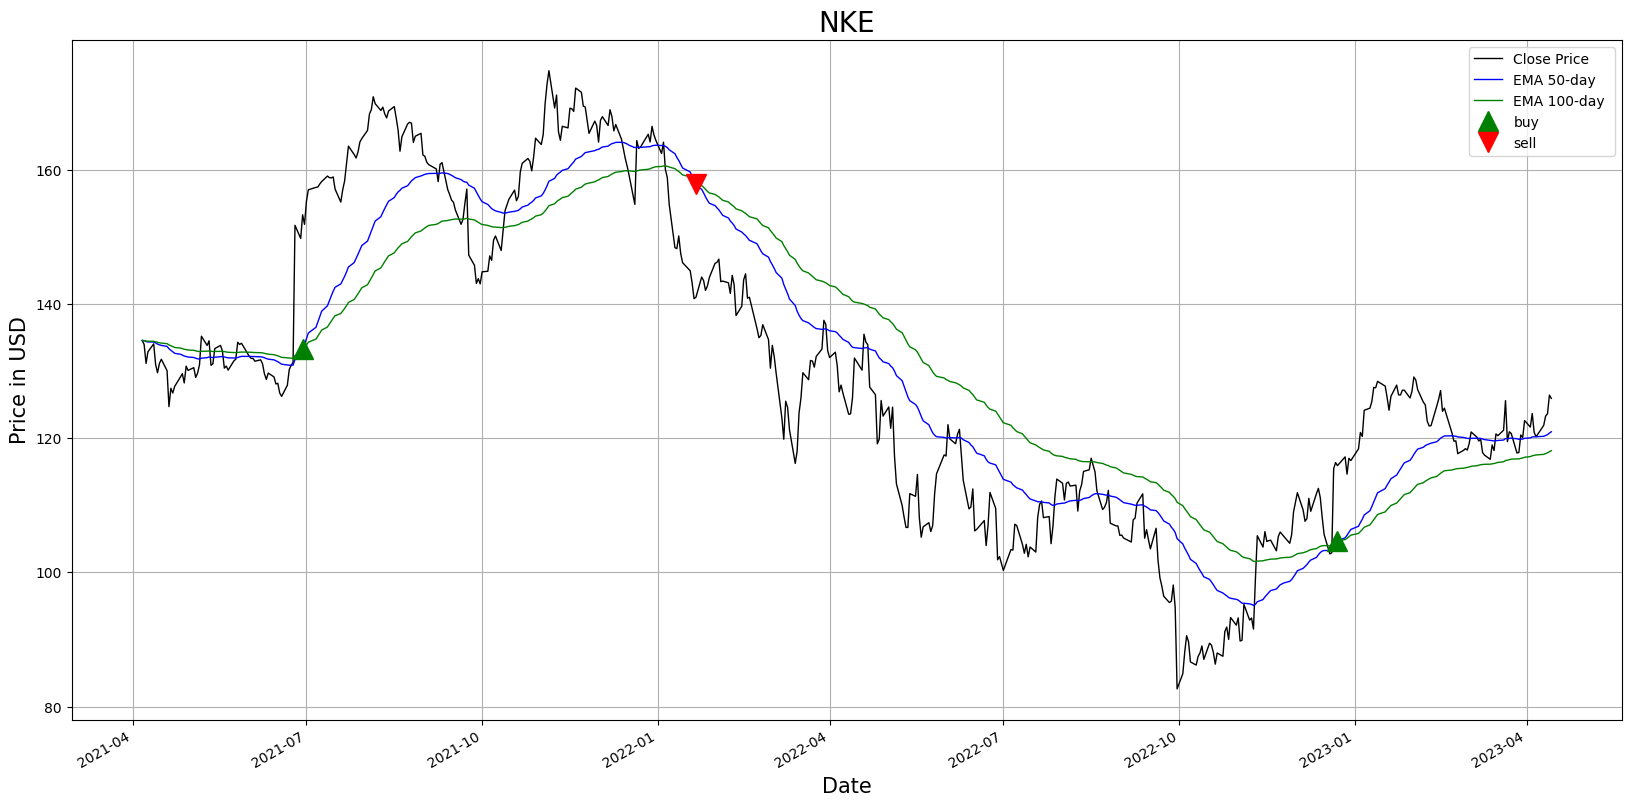 NKE
Close Price
EMA 50-day
EMA 100-day
buy
sell
Price in USD
160
140
120
100
80
2021-04
2021-07
2021-10
2022-01
2022-04
2022-07
2022-10
2023-01
2023-04
Date